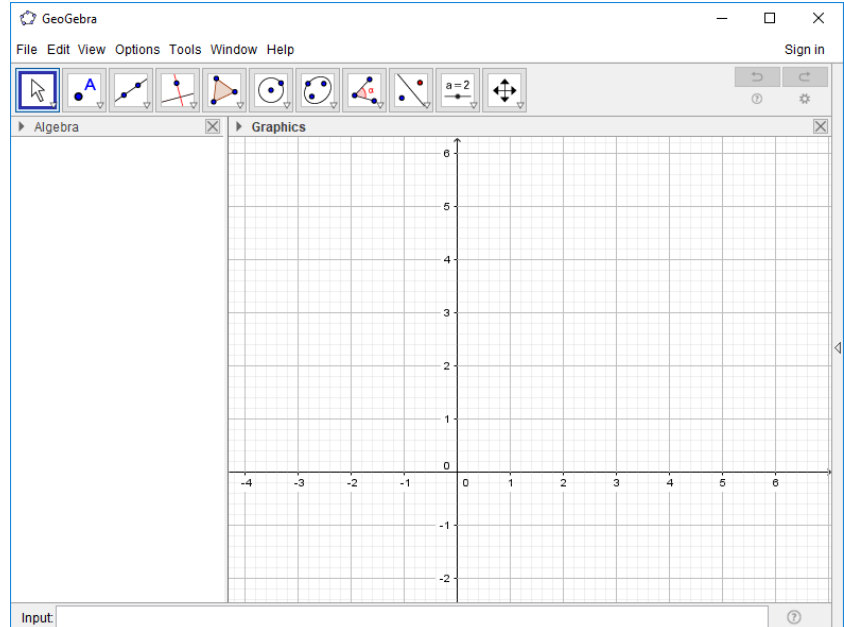 GeoGebra
File Edit View Options Tools Window Help Sign in
A α a=2
Algebra Graphics
6
5
4
3
2
1
0
-4 -3 -2 -1 0 1 2 3 4 5 6
-1
-2
Input: